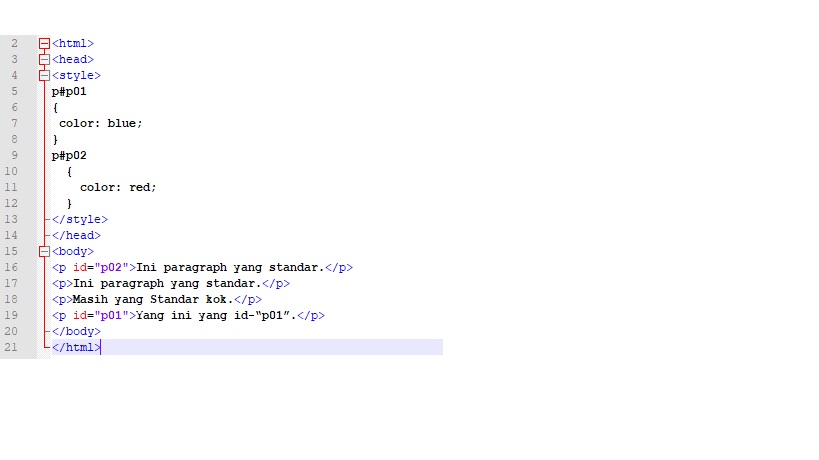 2 <html>
3 <head>
4 <style>
5 p#p01
6 {
7 color: blue;
8 }
9 p#p02
10 {
11 color: red;
12 }
13 </style>
14 </head>
15 <body>
16 <p id="p02">Ini paragraph yang standar.</p>
17 <p>Ini paragraph yang standar.</p>
18 <p>Masih yang Standar kok.</p>
19 <p id="p01">Yang ini yang id-“p01”.</p>
20 </body>
21 </html>